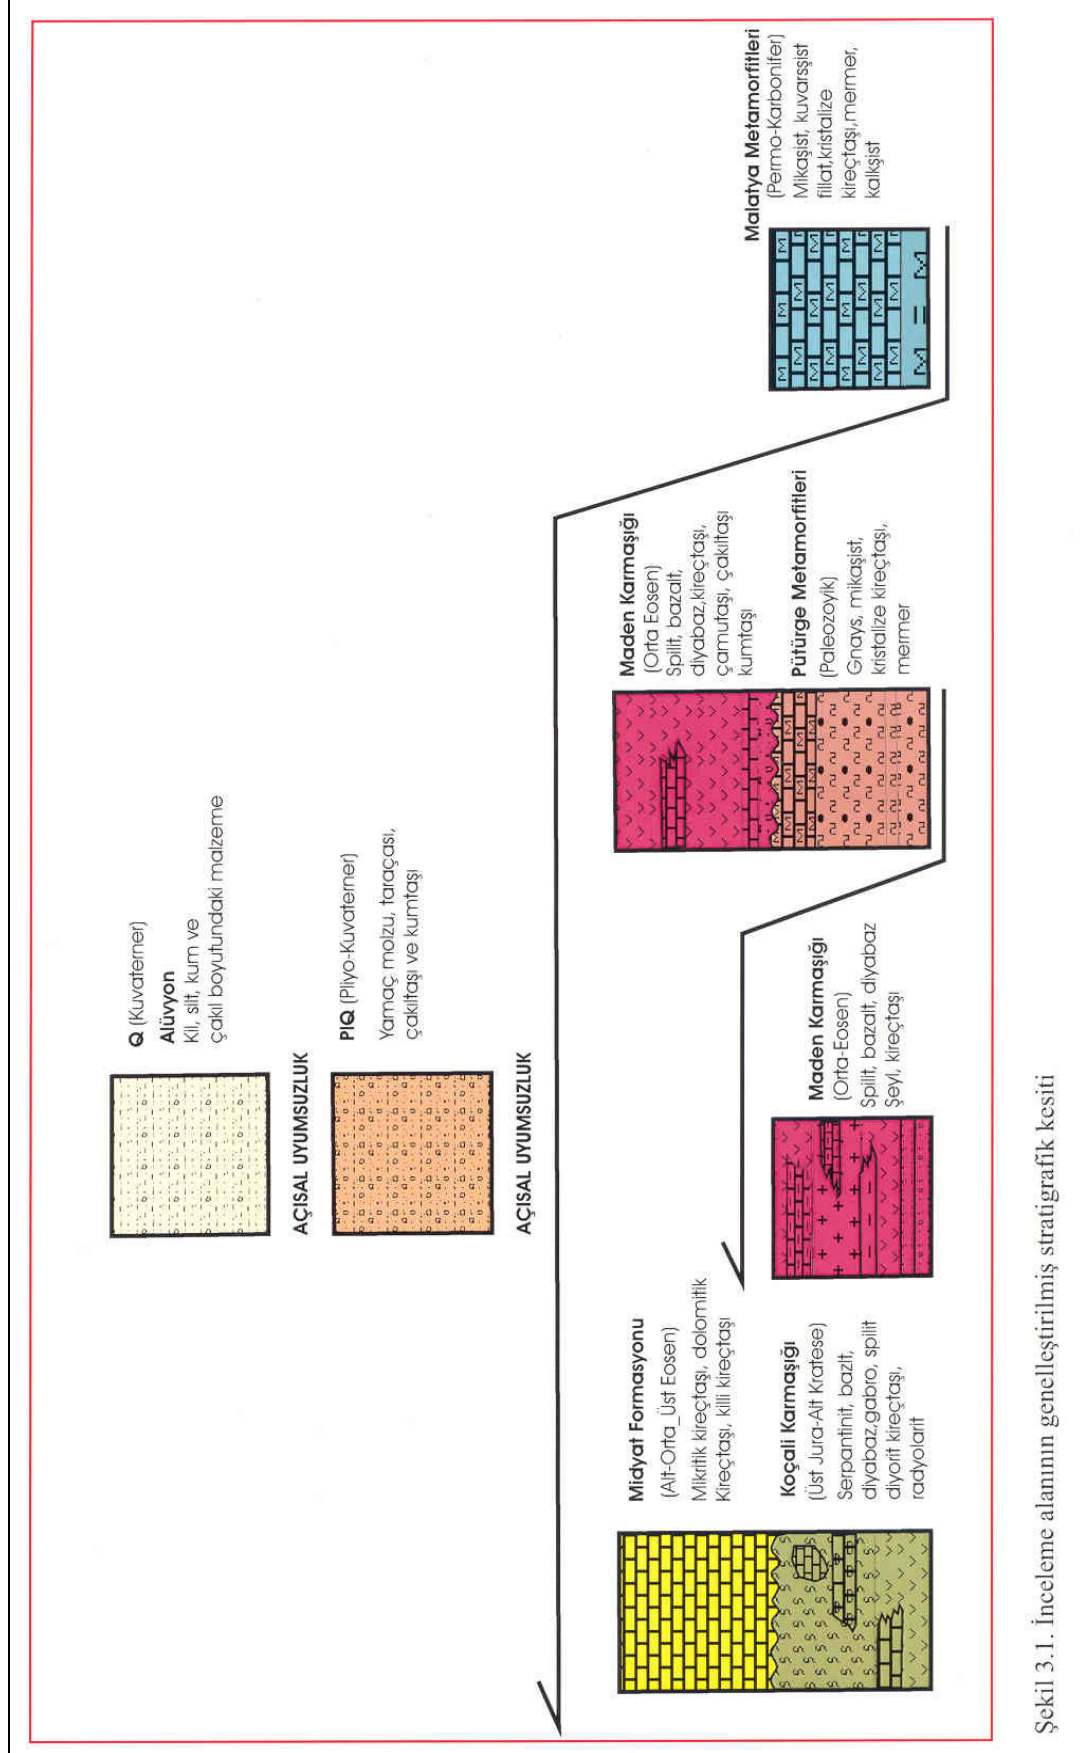 Q (Kuvaterner)
Alüvyon
Kil, silt, kum ve
çakıl boyutundaki malzeme
AÇISAL UYUMSUZLUK
PlQ (Pliyo-Kuvaterner)
Yamaç molzu, taraçası,
çakıltaşı ve kumtaşı
AÇISAL UYUMSUZLUK
Midyat Formasyonu
(Alt-Orta_Üst Eosen)
Mikritik kireçtaşı, dolomitik
Kireçtaşı, killi kireçtaşı
Koçali Karmaşığı
(Üst Jura-Alt Kratese)
Serpantinit, bazlt,
diyabaz,gabro, spilit
diyorit kireçtaşı,
radyolarit
Maden Karmaşığı
(Orta-Eosen)
Spilit, bazalt, diyabaz
Şeyl, kireçtaşı
Maden Karmaşığı
(Orta Eosen)
Spilit, bazalt,
diyabaz,kireçtaşı,
çamutaşı, çakıltaşı
kumtaşı
Pütürge Metamorfitleri
(Paleozoyik)
Gnays, mikaşist,
kristalize kireçtaşı,
mermer
Malatya Metamorfitleri
(Permo-Karbonifer)
Mikaşist, kuvarsşist
fillat,kristalize
kireçtaşı,mermer,
kalkşist
Şekil 3.1. İnceleme alanının genelleştirilmiş stratigrafik kesiti